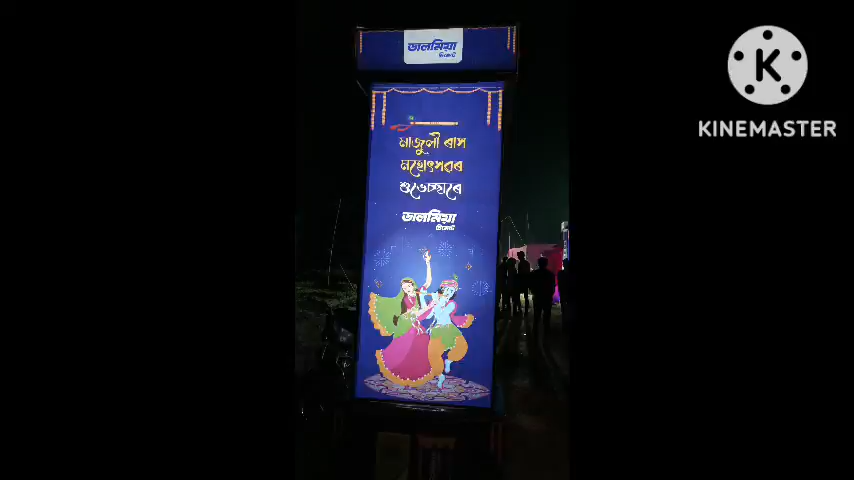 ডালমিয়া
চিমেন্ট
মাজুলী ৰাস
মহোৎসৱৰ
শুভেচ্ছাৰে
ডালমিয়া
চিমেন্ট
KINEMASTER